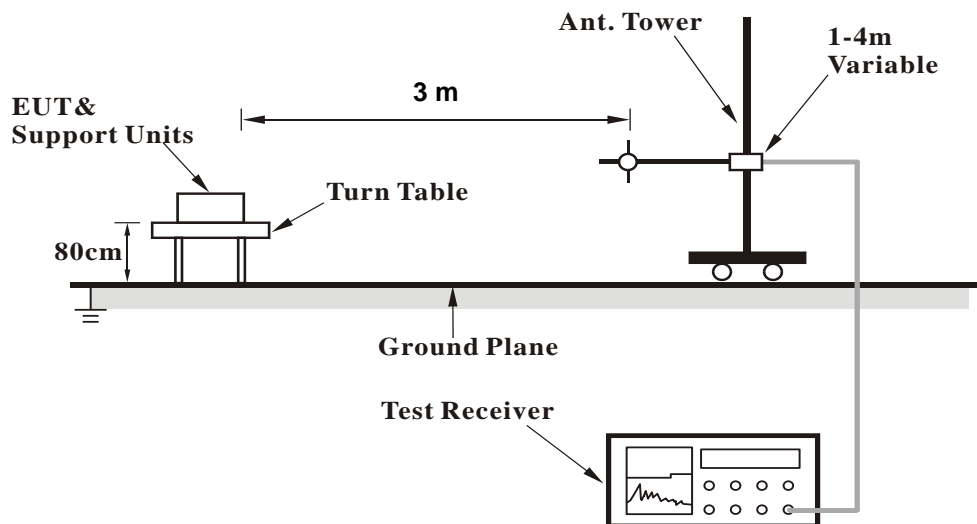 Ant. Tower
1-4m
Variable
3 m
EUT&
Support Units
Turn Table
80cm
Ground Plane
Test Receiver